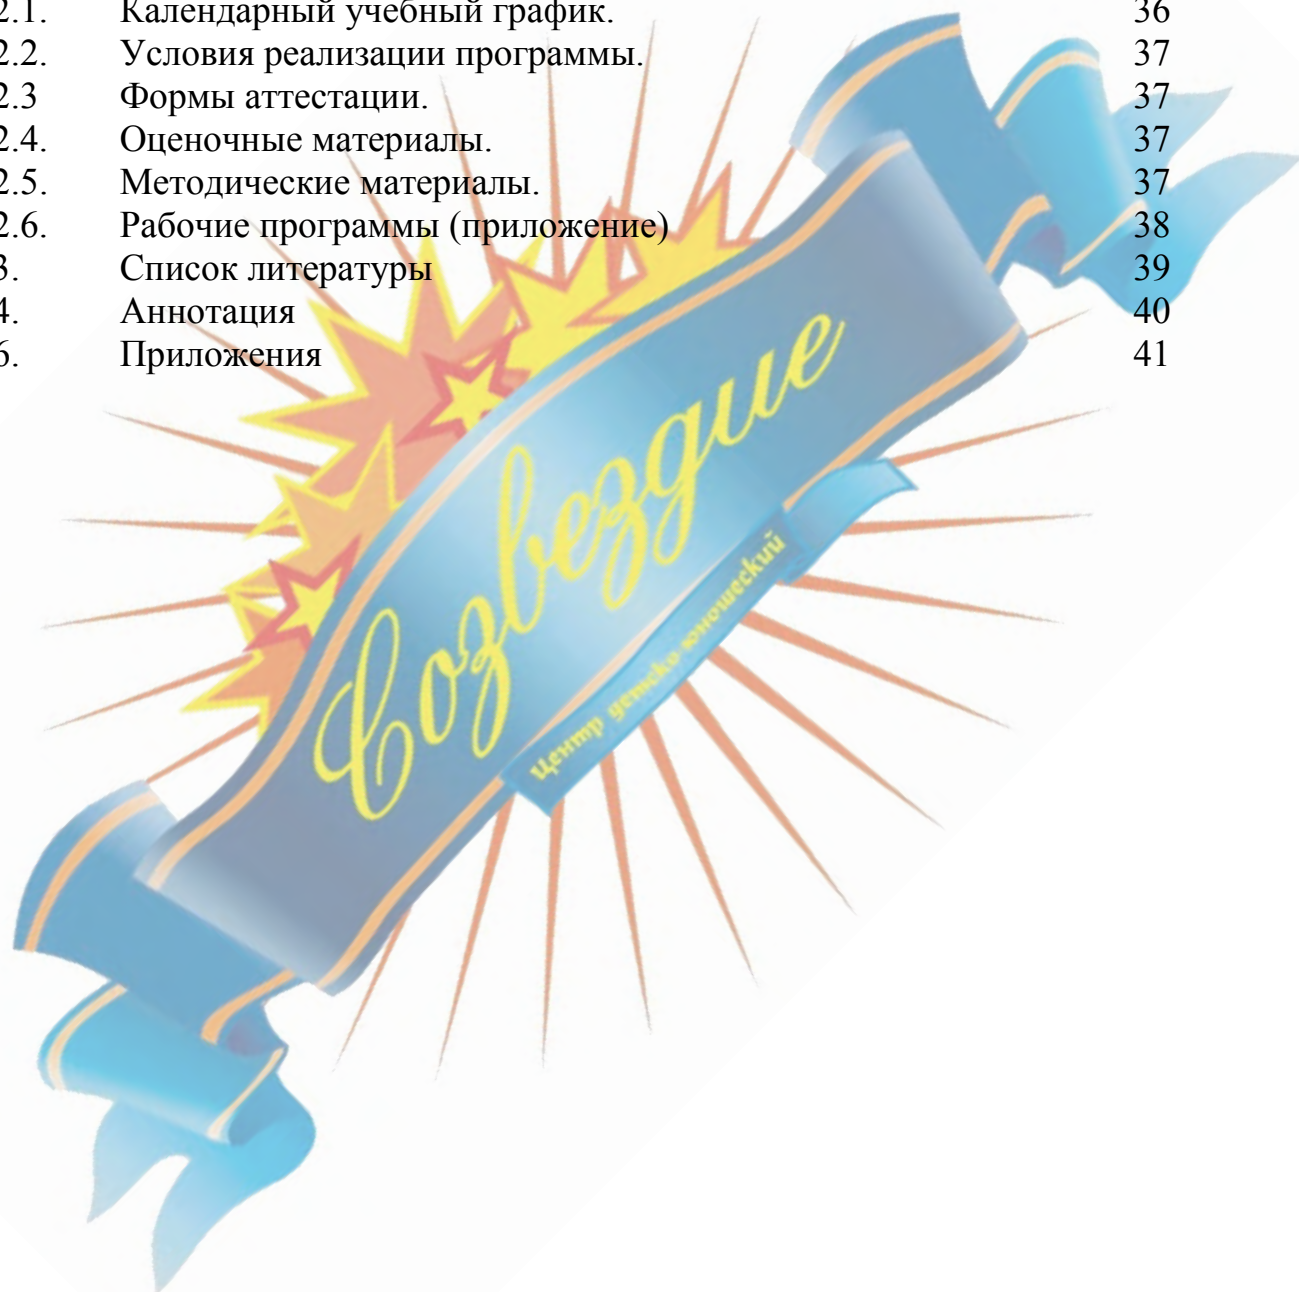 2.1. Календарный учебный график. 36
2.2. Условия реализации программы. 37
2.3 Формы аттестации. 37
2.4. Оценочные материалы. 37
2.5. Методические материалы. 37
2.6. Рабочие программы (приложение) 38
3. Список литературы 39
4. Аннотация 40
6. Приложения 41
Созвездие
Центр детско-юношеский